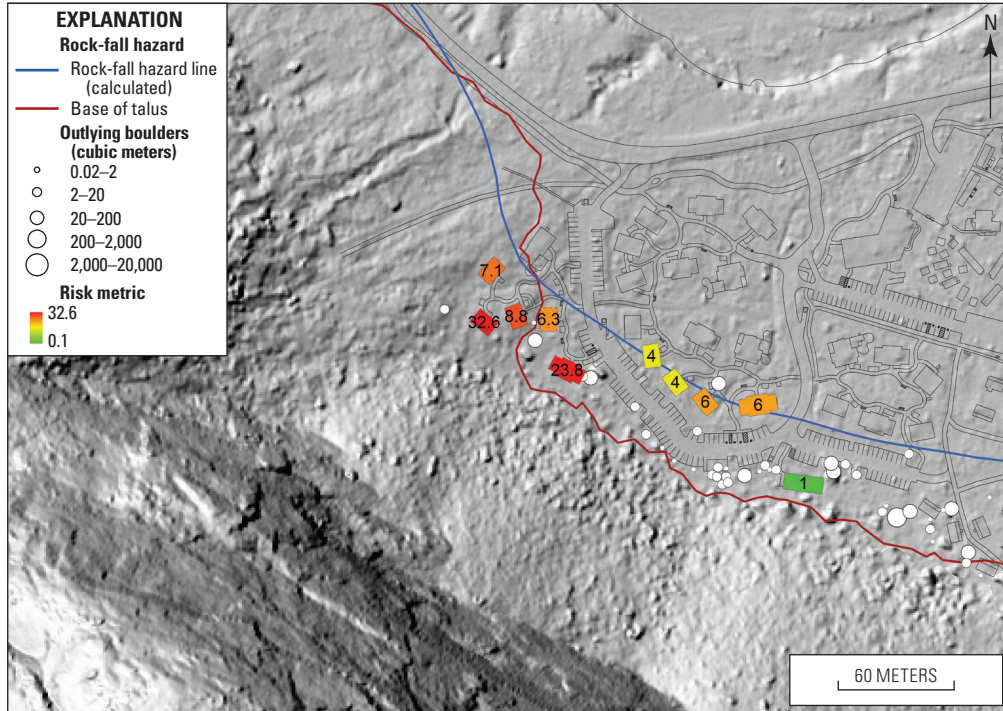 EXPLANATION
Rock-fall hazard
Rock-fall hazard line
(calculated)
Base of talus
Outlying boulders
(cubic meters)
0.02–2
2–20
20–200
200–2,000
2,000–20,000
Risk metric
32.6
0.1
N
7.1
32.6
8.8
6.3
23.8
4
4
6
6
1
60 METERS